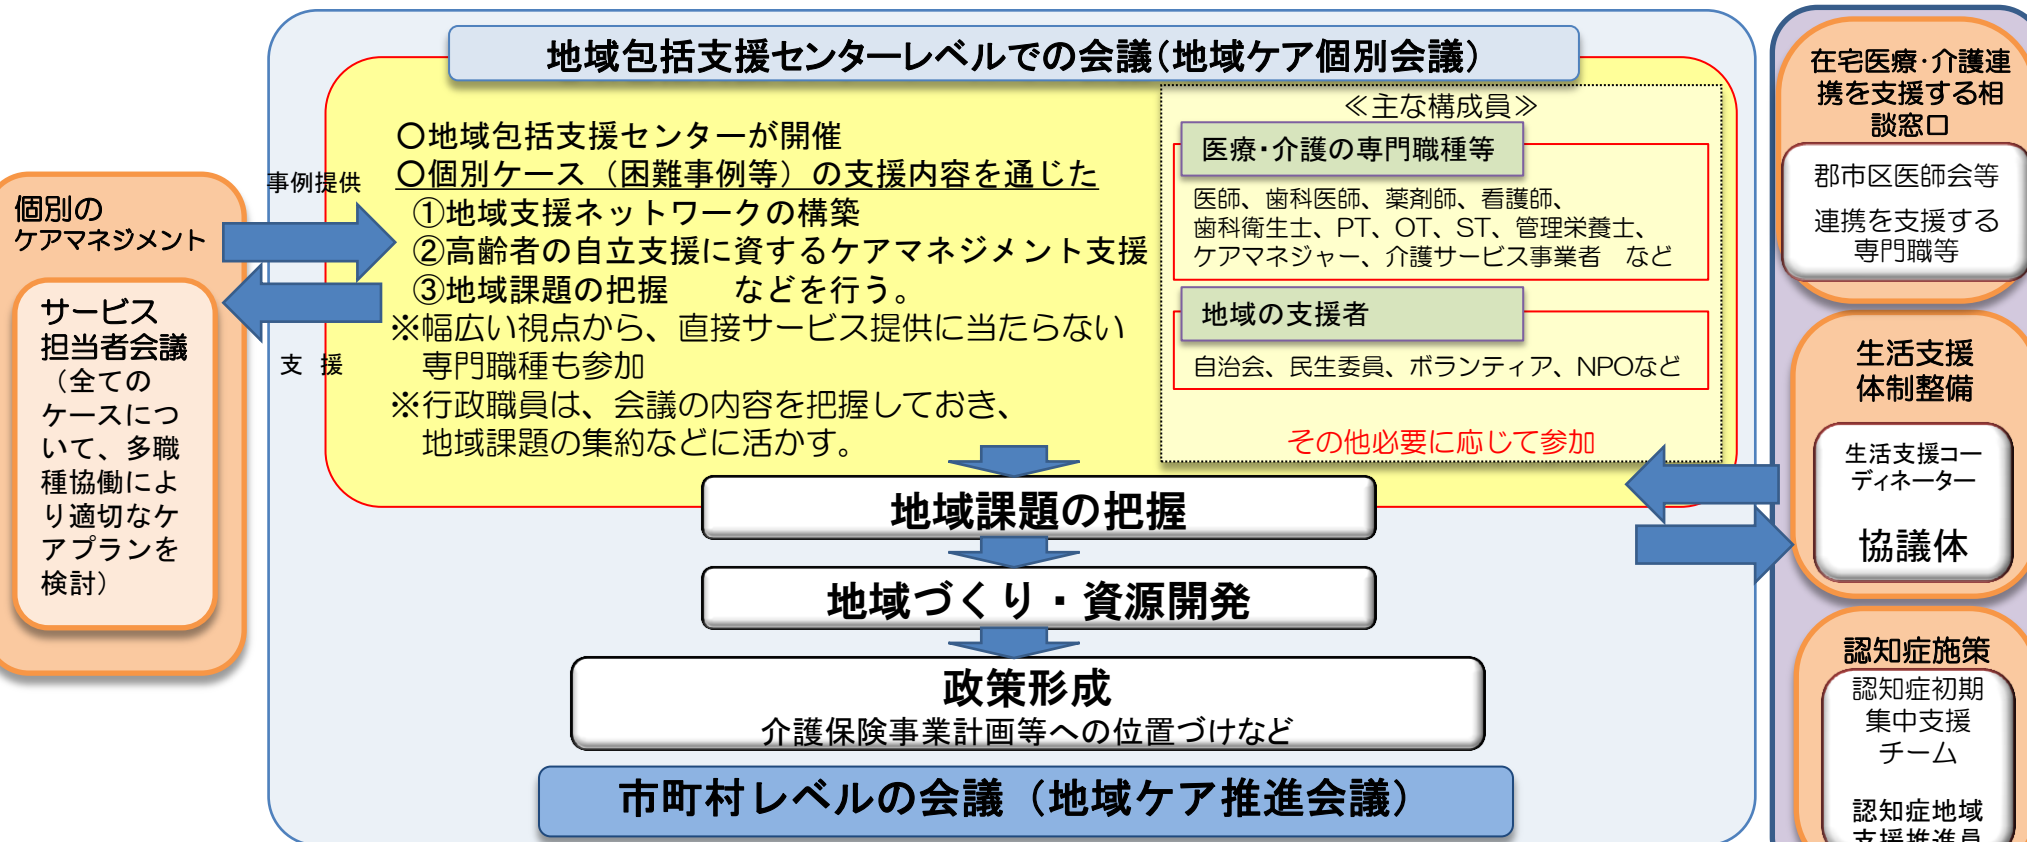 地域包括支援センターレベルでの会議（地域ケア個別会議）
個別の
ケアマネジメント
サービス
担当者会議
（全ての
ケースにつ
いて、多職
種協働によ
り適切なケ
アプランを
検討）
事例提供
支　援
〇地域包括支援センターが開催
〇個別ケース（困難事例等）の支援内容を通じた
①地域支援ネットワークの構築
②高齢者の自立支援に資するケアマネジメント支援
③地域課題の把握　　などを行う。
※幅広い視点から、直接サービス提供に当たらない
専門職種も参加
※行政職員は、会議の内容を把握しておき、
地域課題の集約などに活かす。
≪主な構成員≫
医療・介護の専門職種等
医師、歯科医師、薬剤師、看護師、
歯科衛生士、PT、OT、ST、管理栄養士、
ケアマネジャー、介護サービス事業者　など
地域の支援者
自治会、民生委員、ボランティア、NPOなど
その他必要に応じて参加
地域課題の把握
地域づくり・資源開発
政策形成
介護保険事業計画等への位置づけなど
市町村レベルの会議（地域ケア推進会議）
在宅医療・介護連
携を支援する相
談窓口
郡市区医師会等
連携を支援する
専門職等
生活支援
体制整備
生活支援コー
ディネーター
協議体
認知症施策
認知症初期
集中支援
チーム
認知症地域
支援推進員